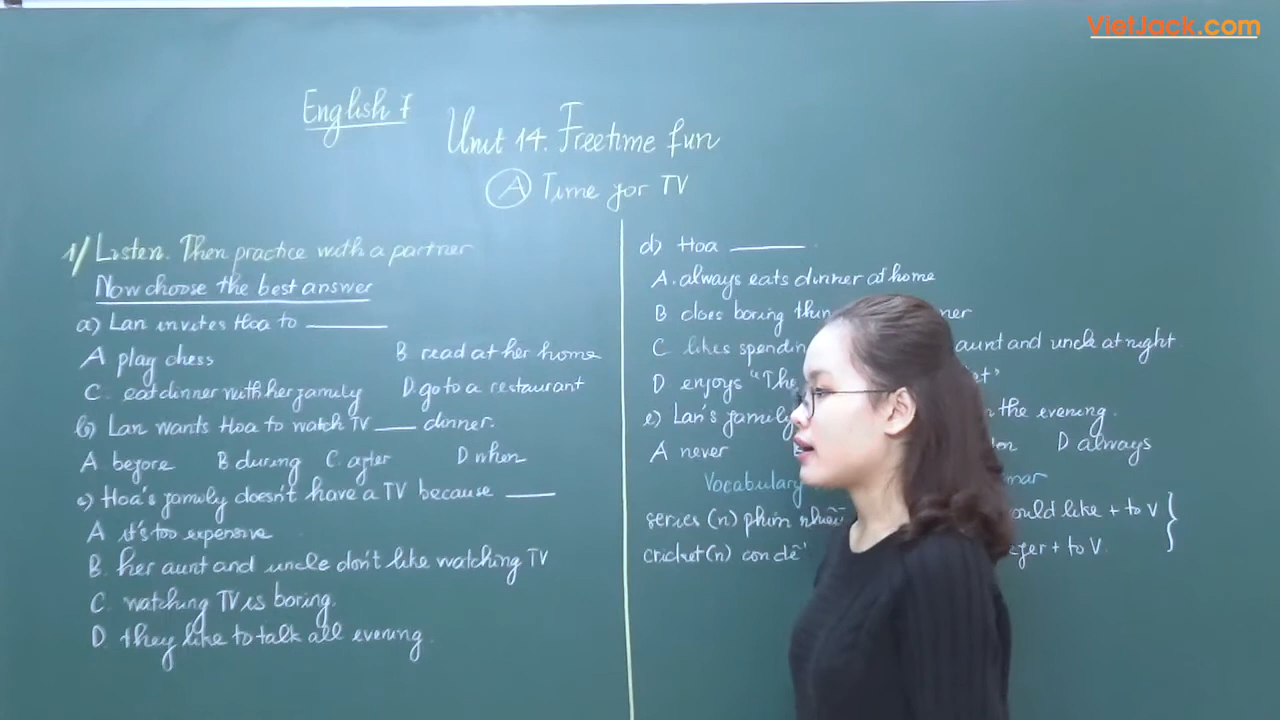 VietJack.com
English 7
Unit 14. Freetime fun
A Time for TV
1/ Listen. Then practice with a partner
Now choose the best answer
a) Lan invites Hoa to ______
A play chess B. read at her home
C. eat dinner with her family D. go to a restaurant
b) Lan wants Hoa to watch TV ____ dinner.
A. before B during C. after D. when
c) Hoa's family doesn't have a TV because ____
A it's too expensive
B. her aunt and uncle don't like watching TV
C. watching TV is boring.
D. they like to talk all evening.
d) Hoa ______.
A. always eats dinner at home
B does boring
C. likes aunt and uncle at night
D enjoys "The
e) Lan's family the evening.
A never D always
Vocabulary
series (n) phim like + to V
cricket (n) con dế + to V.